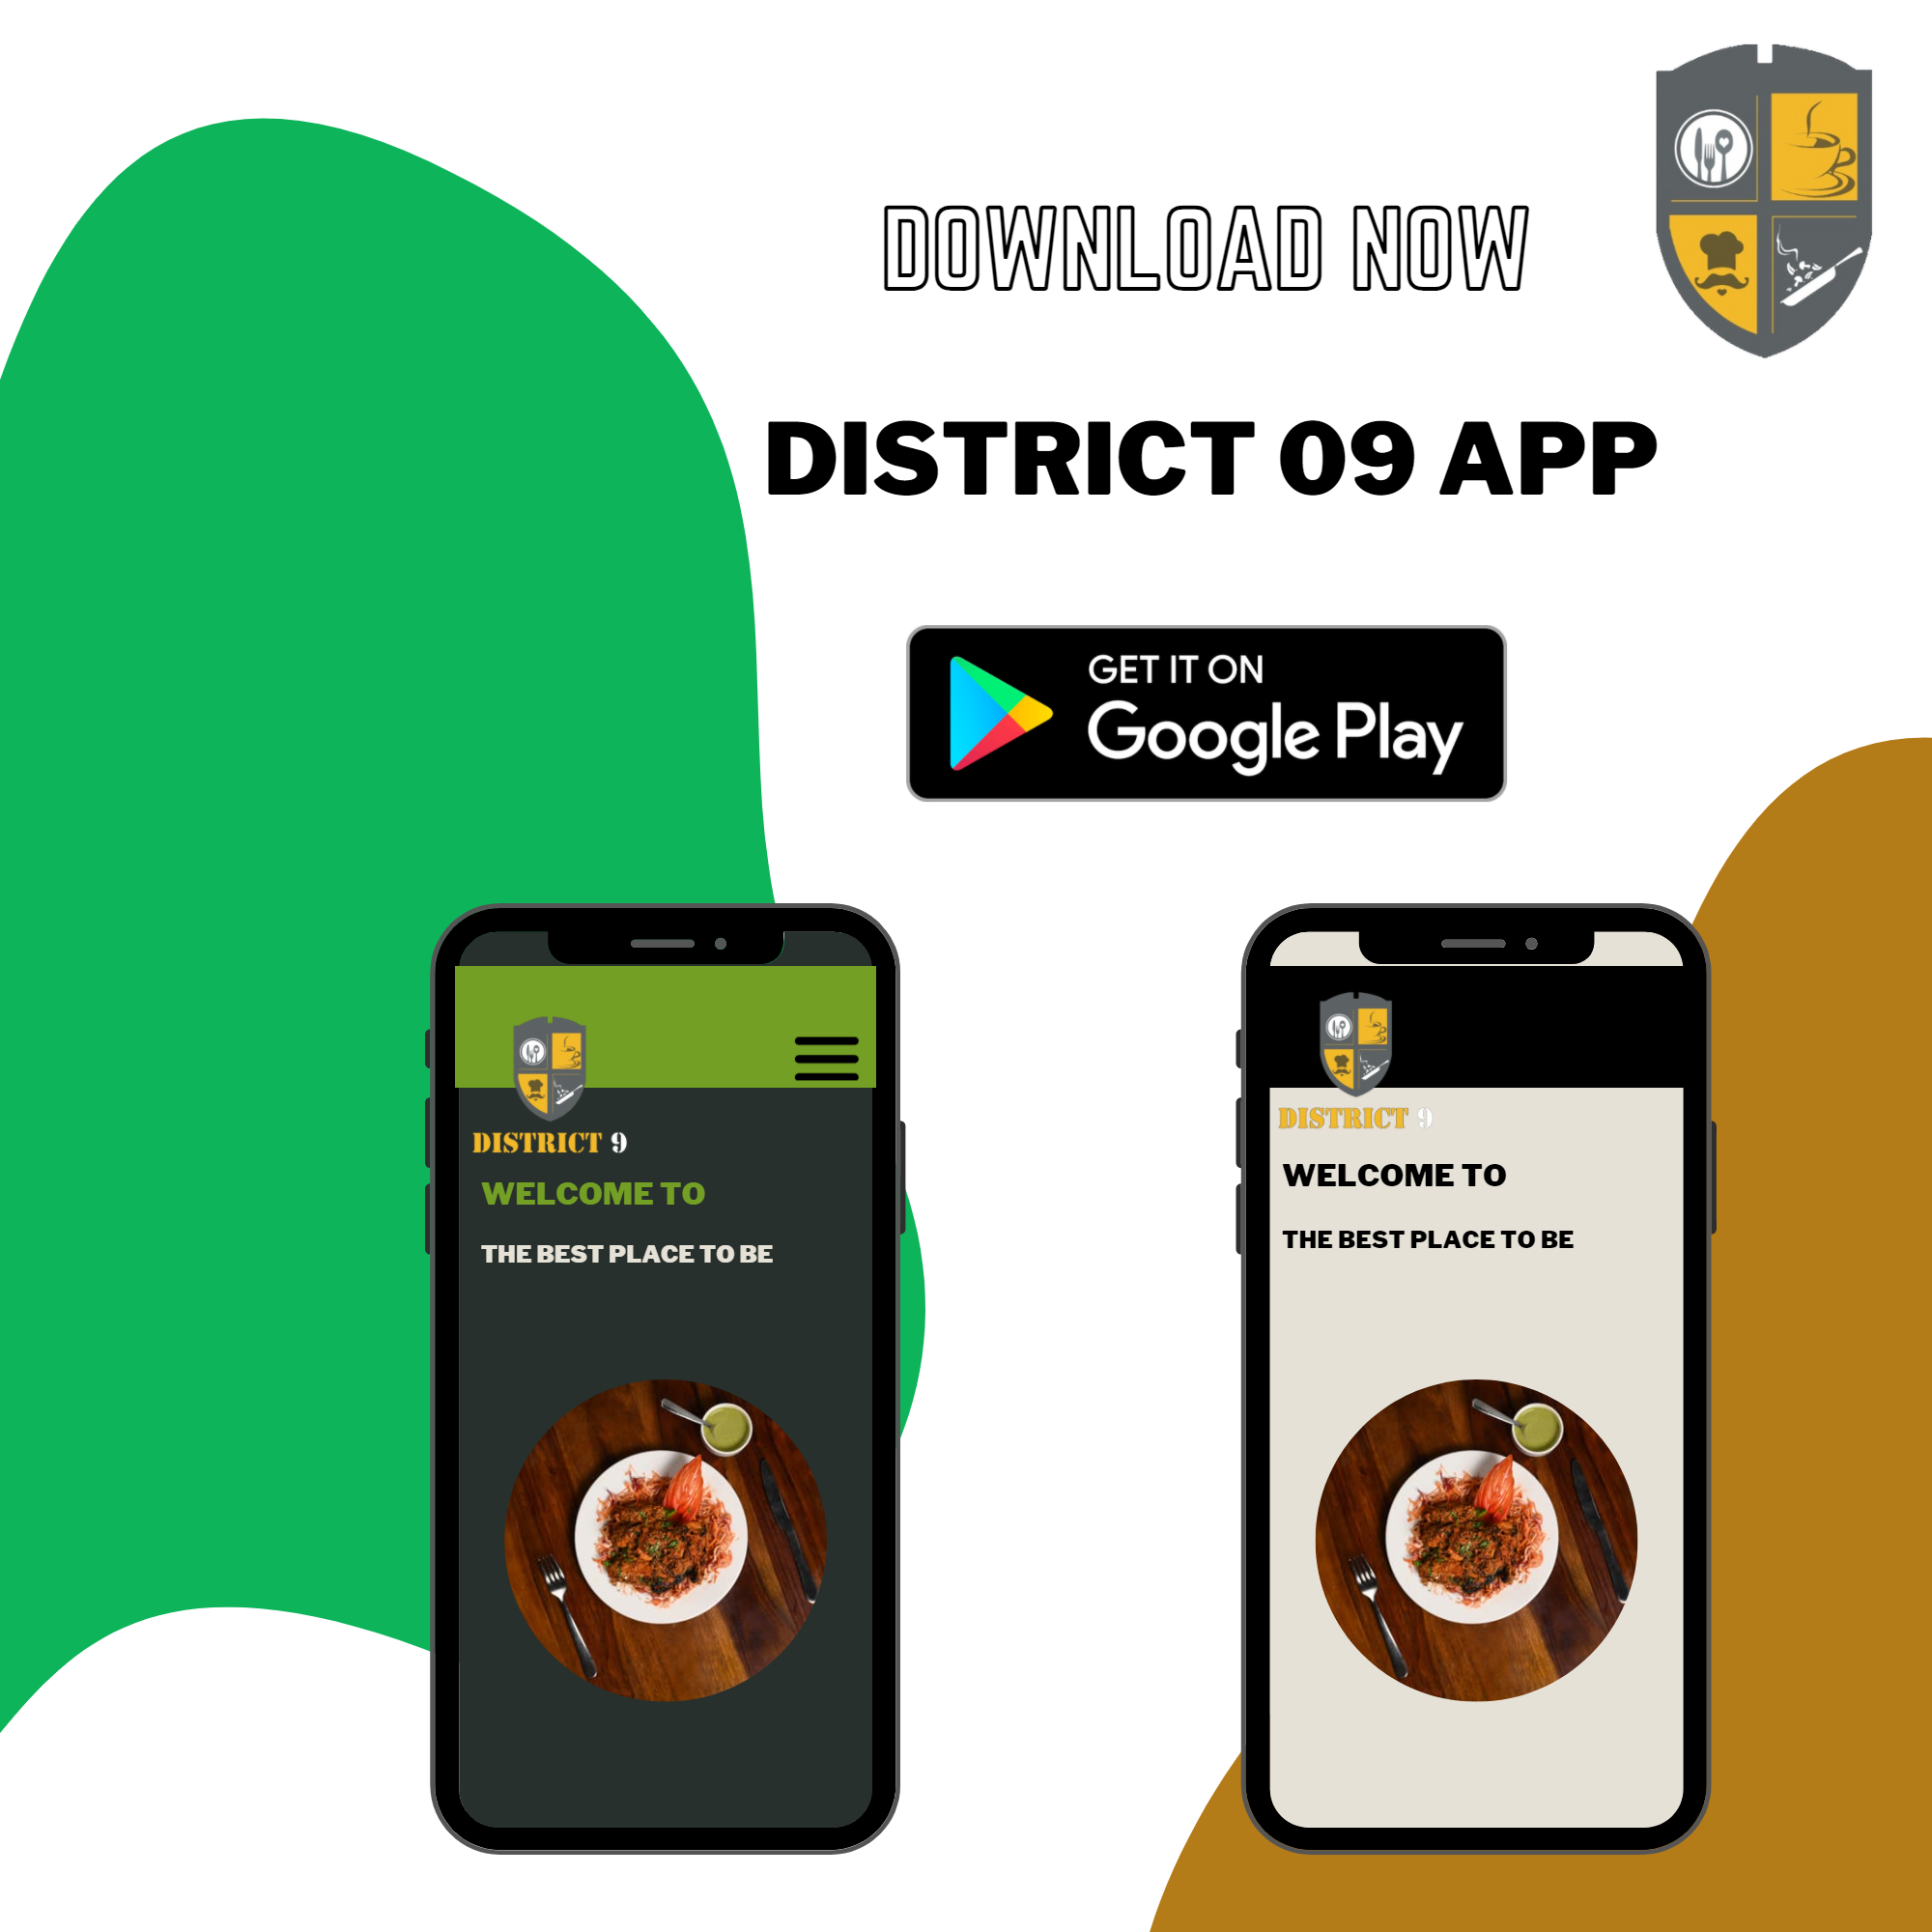 DOWNLOAD NOW
DISTRICT 09 APP
GET IT ON
Google Play
DISTRICT 9
WELCOME TO
THE BEST PLACE TO BE
DISTRICT 9
WELCOME TO
THE BEST PLACE TO BE